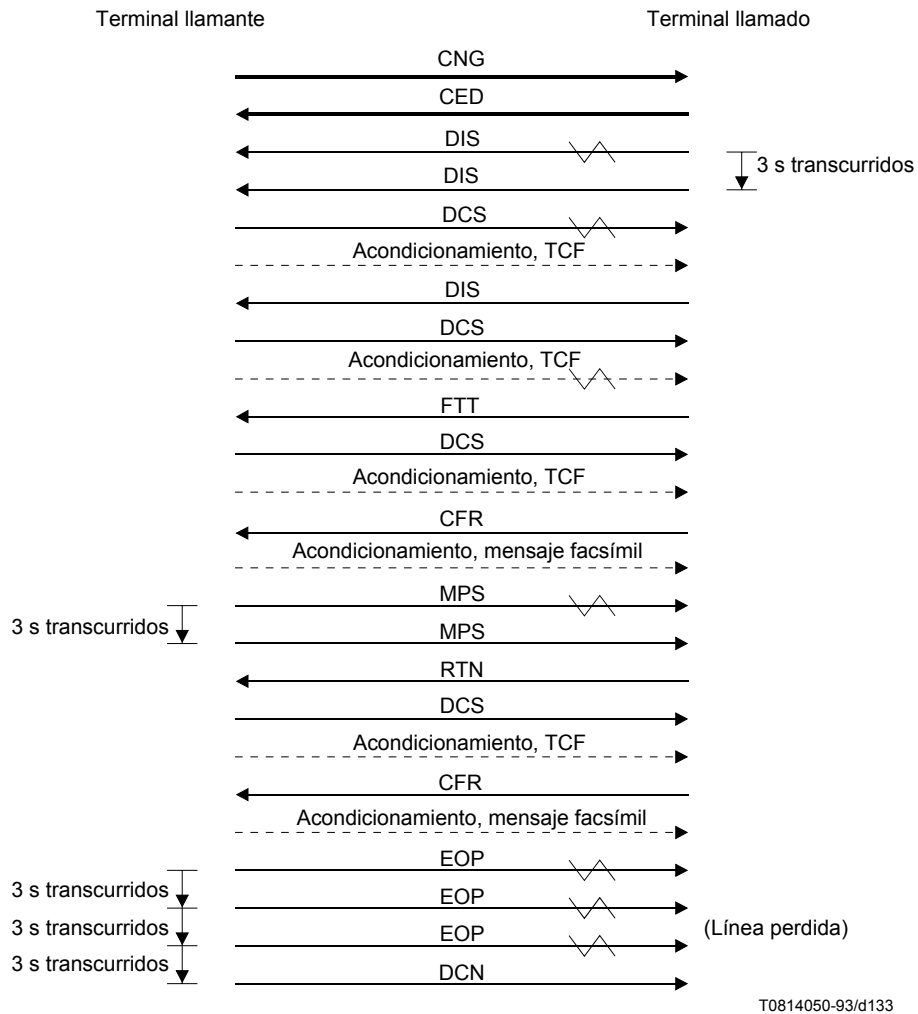 Terminal llamante
Terminal llamado
CNG
CED
DIS
3 s transcurridos
DIS
DCS
Acondicionamiento, TCF
DIS
DCS
Acondicionamiento, TCF
FTT
DCS
Acondicionamiento, TCF
CFR
Acondicionamiento, mensaje facsímil
MPS
3 s transcurridos
MPS
RTN
DCS
Acondicionamiento, TCF
CFR
Acondicionamiento, mensaje facsímil
EOP
3 s transcurridos
EOP
3 s transcurridos
(Línea perdida)
EOP
3 s transcurridos
DCN
T0814050-93/d133